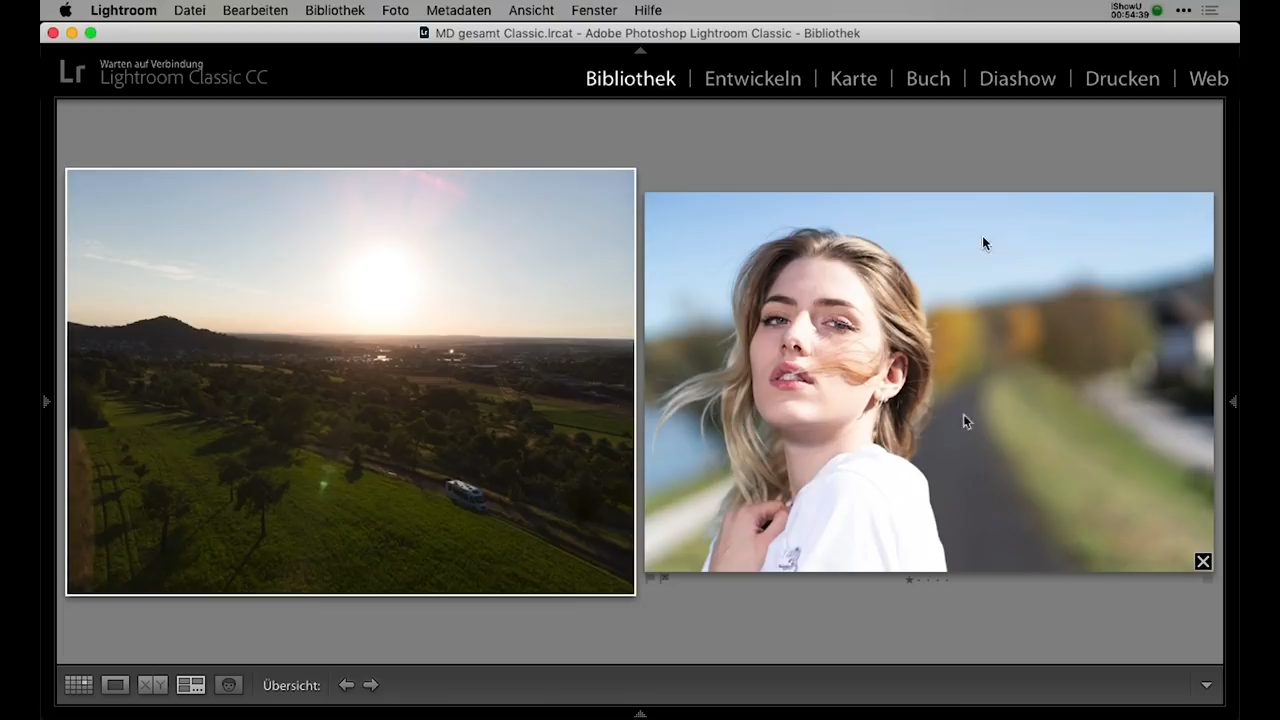 Lightroom Datei Bearbeiten Bibliothek Foto Metadaten Ansicht Fenster Hilfe
iShowU
00:54:39
MD gesamt Classic.lrcat - Adobe Photoshop Lightroom Classic - Bibliothek
Lr
Warten auf Verbindung
Lightroom Classic CC
Bibliothek | Entwickeln | Karte | Buch | Diashow | Drucken | Web
X Y
Übersicht: